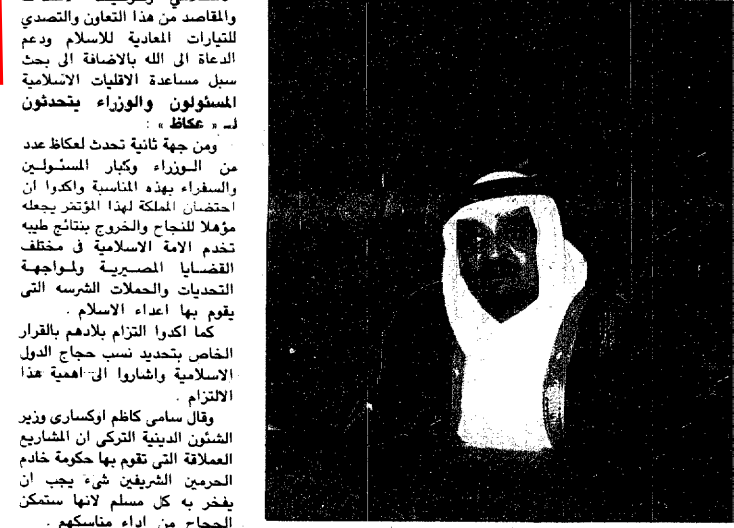 والمقاصد من هذا التعاون والتصدي
للتيارات المعادية للاسلام ودعم
الدعاة الى الله بالاضافة الى بحث
سبل مساعدة الاقليات الاسلامية
المسئولون والوزراء يتحدثون
لـ « عكاظ » :
ومن جهة ثانية تحدث لعكاظ عدد
من الوزراء وكبار المسئولين
والسفراء بهذه المناسبة واكدوا ان
احتضان المملكة لهذا المؤتمر يجعله
مؤهلا للنجاح والخروج بنتائج طيبه
تخدم الامة الاسلامية فى مختلف
القضايا المصيرية ولمواجهة
التحديات والحملات الشرسه التى
يقوم بها اعداء الاسلام .
كما اكدوا التزام بلادهم بالقرار
الخاص بتحديد نسب حجاج الدول
الاسلامية واشاروا الى اهمية هذا
الالتزام .
وقال سامى كاظم اوكسارى وزير
الشئون الدينية التركى ان المشاريع
العملاقة التى تقوم بها حكومة خادم
الحرمين الشريفين شىء يجب ان
يفخر به كل مسلم لانها ستمكن
الحجاج من اداء مناسكهم .